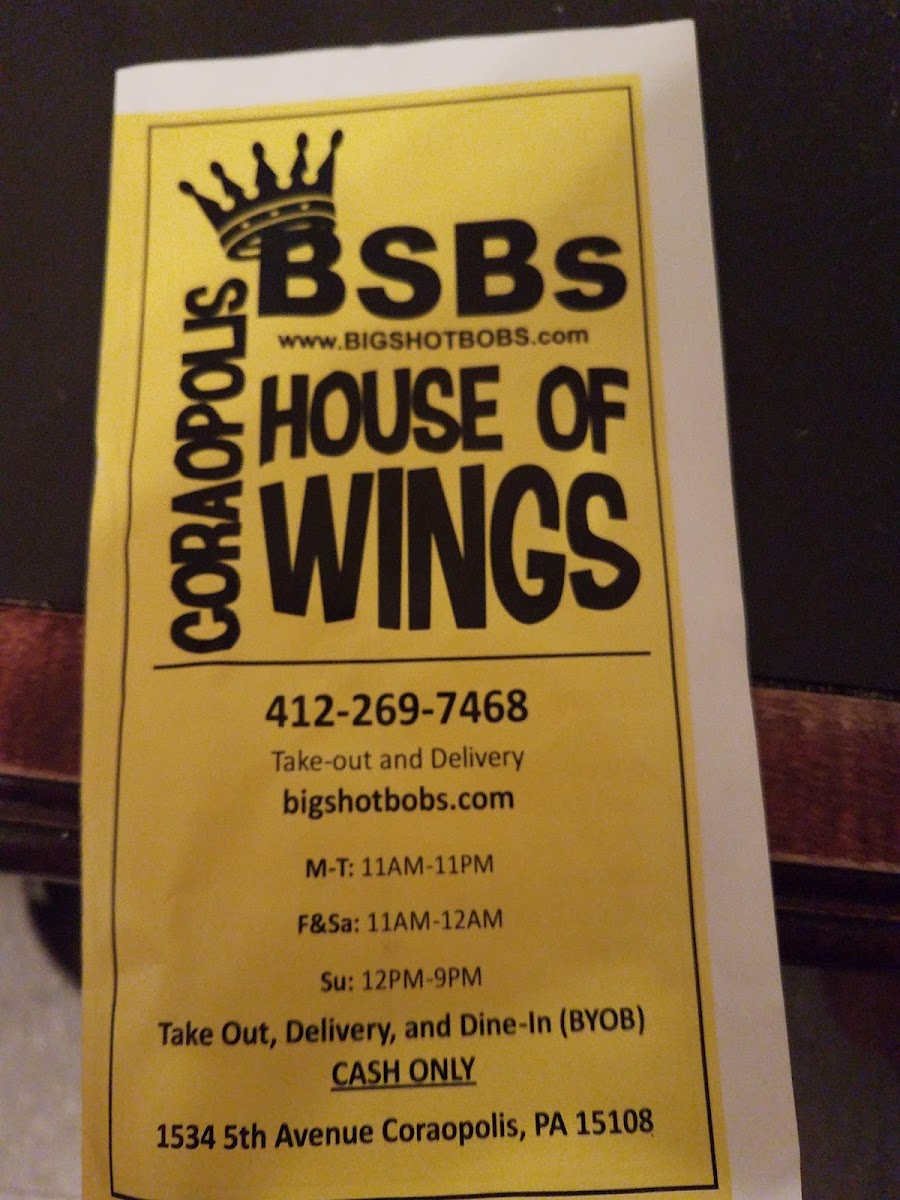 CORAOPOLIS
BSBs
www.BIGSHOTBOBS.com
HOUSE OF
WINGS
412-269-7468
Take-out and Delivery
bigshotbobs.com
M-T: 11AM-11PM
F&Sa: 11AM-12AM
Su: 12PM-9PM
Take Out, Delivery, and Dine-In (BYOB)
CASH ONLY
1534 5th Avenue Coraopolis, PA 15108